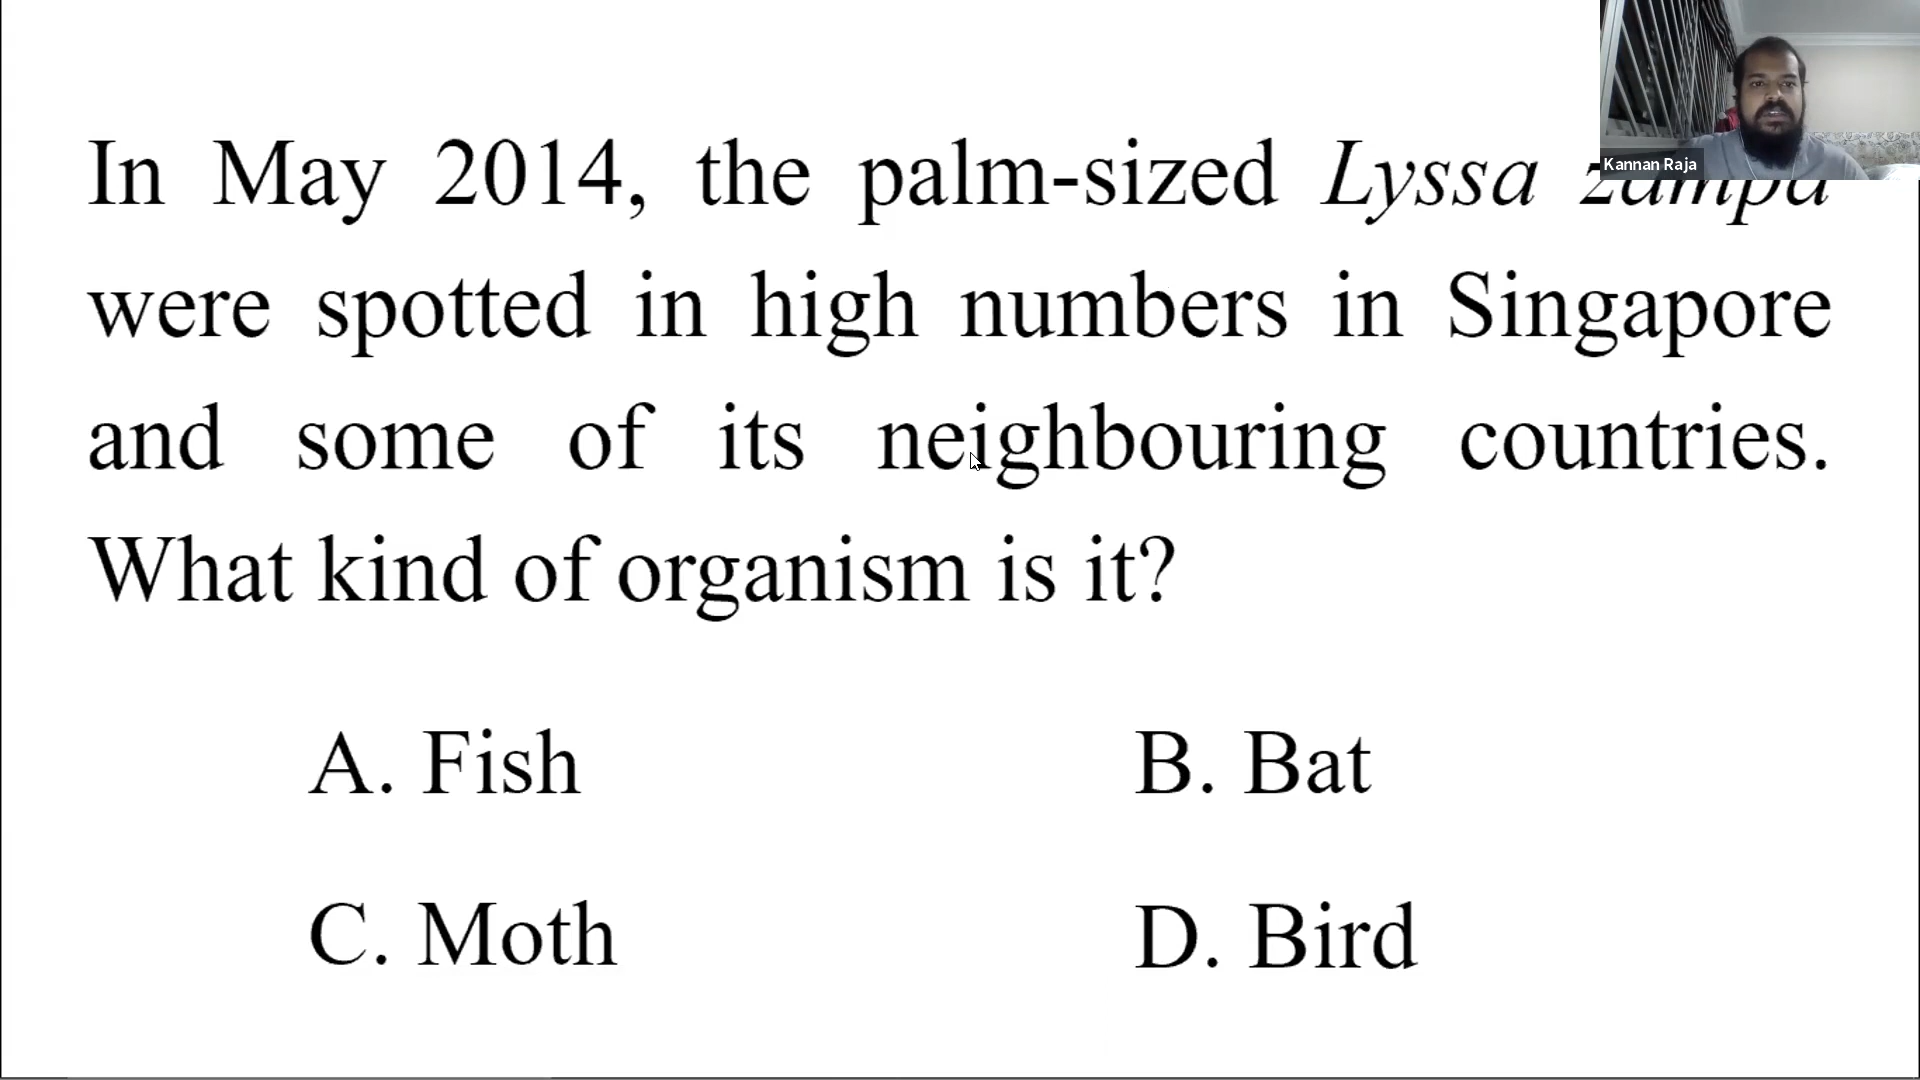 In May 2014, the palm-sized Lyssa zampa
were spotted in high numbers in Singapore
and some of its neighbouring countries.
What kind of organism is it?
A. Fish
B. Bat
C. Moth
D. Bird
Kannan Raja